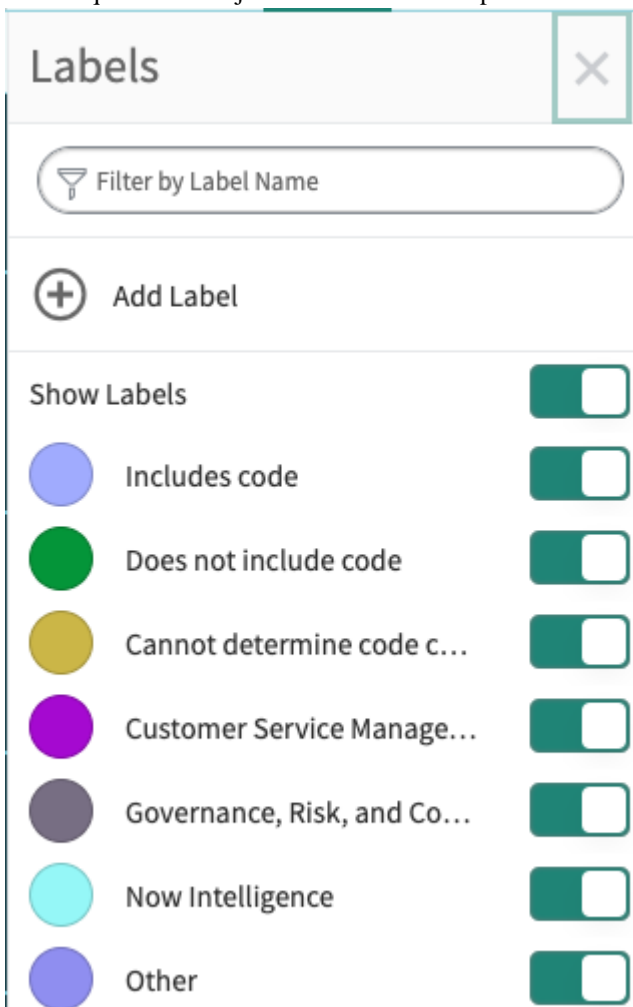 Labels
Filter by Label Name
Add Label
Show Labels
Includes code
Does not include code
Cannot determine code c...
Customer Service Manage...
Governance, Risk, and Co...
Now Intelligence
Other